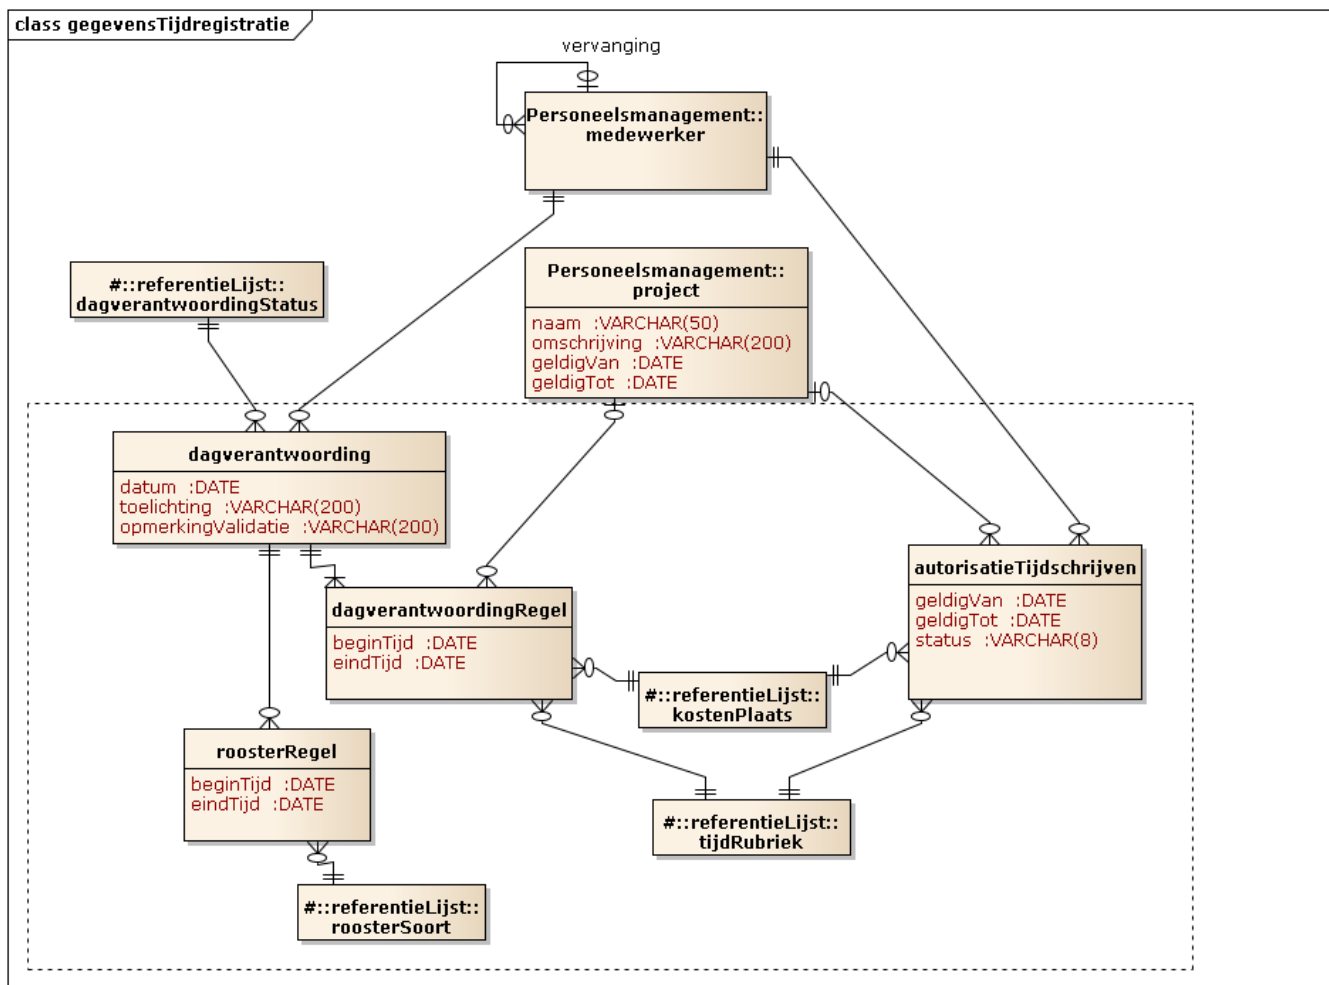 class gegevensTijdregistratie
vervanging
Personeelsmanagement::
medewerker
#::referentieLijst::
dagverantwoordingStatus
Personeelsmanagement::
project
naam :VARCHAR(50)
omschrijving :VARCHAR(200)
geldigVan :DATE
geldigTot :DATE
dagverantwoording
datum :DATE
toelichting :VARCHAR(200)
opmerkingValidatie :VARCHAR(200)
dagverantwoordingRegel
beginTijd :DATE
eindTijd :DATE
autorisatieTijdschrijven
geldigVan :DATE
geldigTot :DATE
status :VARCHAR(8)
#::referentieLijst::
kostenPlaats
roosterRegel
beginTijd :DATE
eindTijd :DATE
#::referentieLijst::
tijdRubriek
#::referentieLijst::
roosterSoort